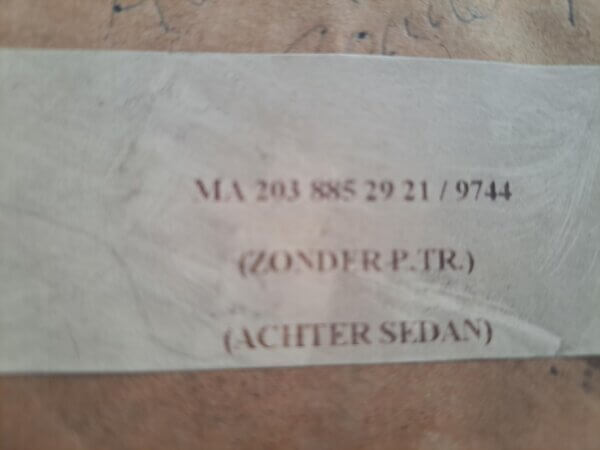 MA 203 885 29 21 / 9744
(ZONDER P.TR.)
(ACHTER SEDAN)